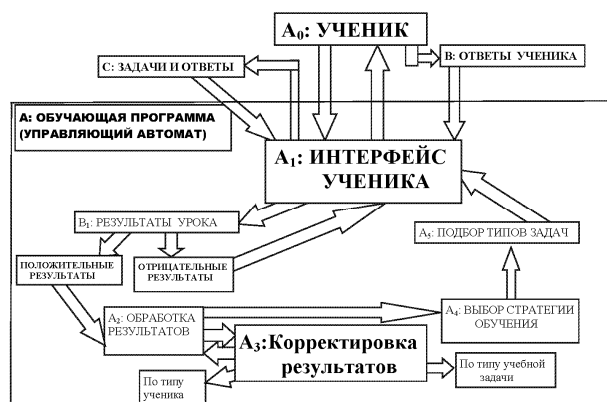 A₀: УЧЕНИК
С: ЗАДАЧИ И ОТВЕТЫ
В: ОТВЕТЫ УЧЕНИКА
А: ОБУЧАЮЩАЯ ПРОГРАММА
(УПРАВЛЯЮЩИЙ АВТОМАТ)
А₁: ИНТЕРФЕЙС
УЧЕНИКА
В₁: РЕЗУЛЬТАТЫ УРОКА
А₅: ПОДБОР ТИПОВ ЗАДАЧ
ПОЛОЖИТЕЛЬНЫЕ
РЕЗУЛЬТАТЫ
ОТРИЦАТЕЛЬНЫЕ
РЕЗУЛЬТАТЫ
А₂: ОБРАБОТКА
РЕЗУЛЬТАТОВ
А₄: ВЫБОР СТРАТЕГИИ
ОБУЧЕНИЯ
А₃:Корректировка
результатов
По типу
ученика
По типу учебной
задачи